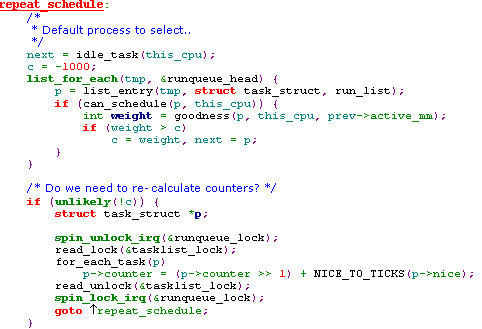 repeat_schedule:
/*
* Default process to select..
*/
next = idle_task(this_cpu);
c = -1000;
list_for_each(tmp, &runqueue_head) {
p = list_entry(tmp, struct task_struct, run_list);
if (can_schedule(p, this_cpu)) {
int weight = goodness(p, this_cpu, prev->active_mm);
if (weight > c)
c = weight, next = p;
}
}
/* Do we need to re-calculate counters? */
if (unlikely(!c)) {
struct task_struct *p;
spin_unlock_irq(&runqueue_lock);
read_lock(&tasklist_lock);
for_each_task(p)
p->counter = (p->counter >> 1) + NICE_TO_TICKS(p->nice);
read_unlock(&tasklist_lock);
spin_lock_irq(&runqueue_lock);
goto ↑repeat_schedule;
}